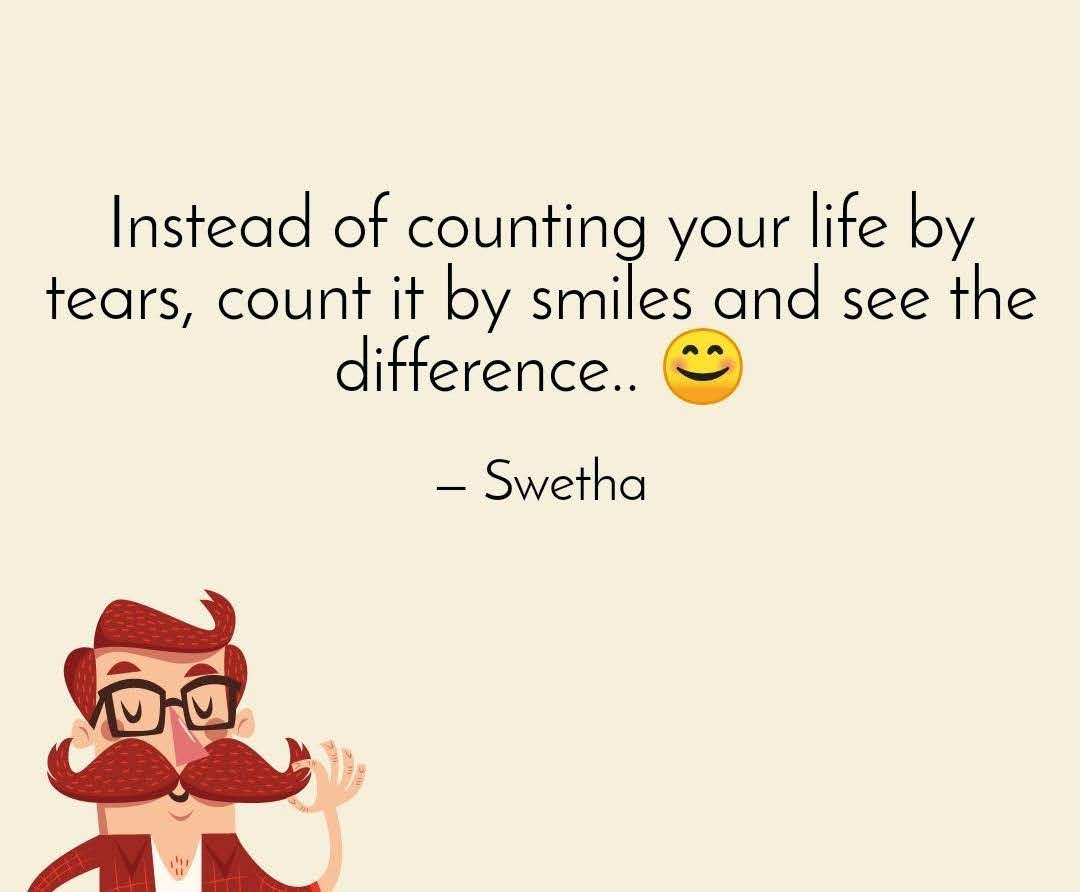 Instead of counting your life by
tears, count it by smiles and see the
difference.. 😊
– Swetha